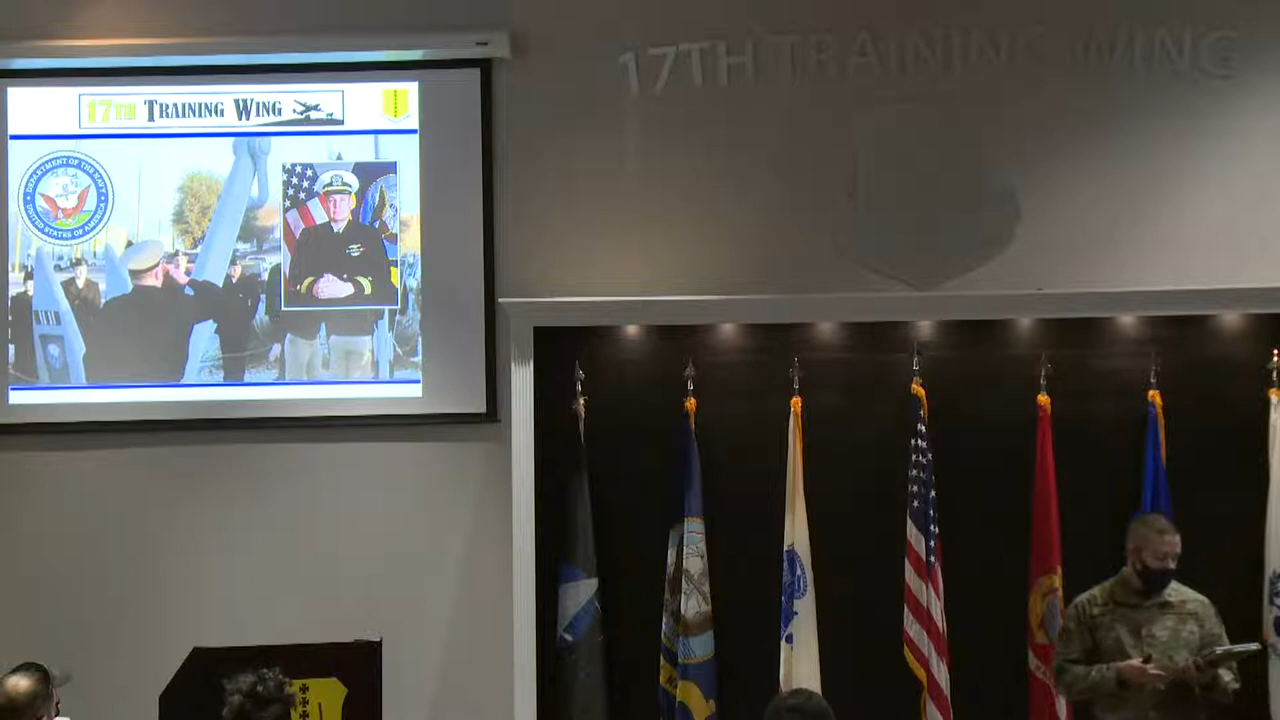 17TH TRAINING WING
17TH TRAINING WING
DEPARTMENT OF THE NAVY
UNITED STATES OF AMERICA